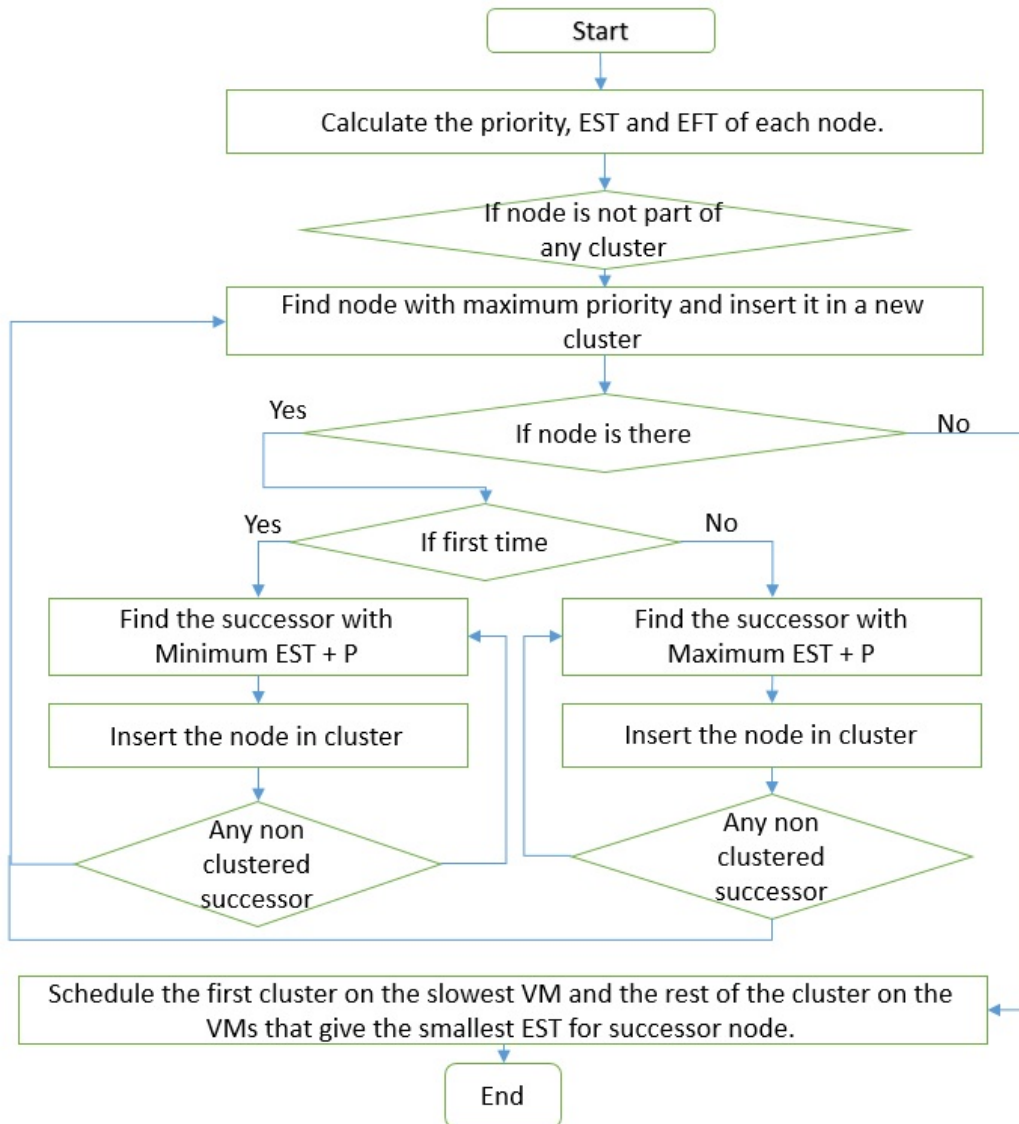 Start
Calculate the priority, EST and EFT of each node.
If node is not part of
any cluster
Find node with maximum priority and insert it in a new
cluster
Yes
If node is there
No
Yes
If first time
No
Find the successor with
Minimum EST + P
Find the successor with
Maximum EST + P
Insert the node in cluster
Insert the node in cluster
Any non
clustered
successor
Any non
clustered
successor
Schedule the first cluster on the slowest VM and the rest of the cluster on the
VMs that give the smallest EST for successor node.
End